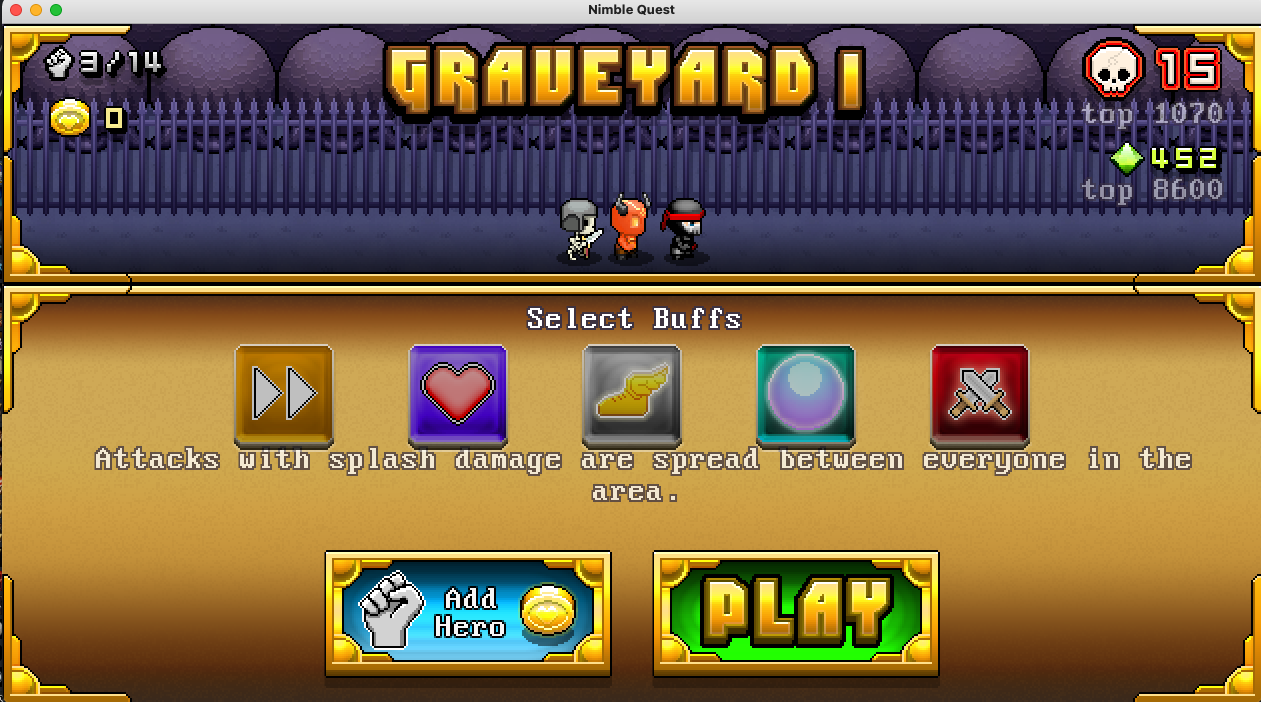 Nimble Quest
3/14
GRAVEYARD I
15
0
top 1070
452
top 8600
Select Buffs
Attacks with splash damage are spread between everyone in the
area.
Add
Hero
PLAY